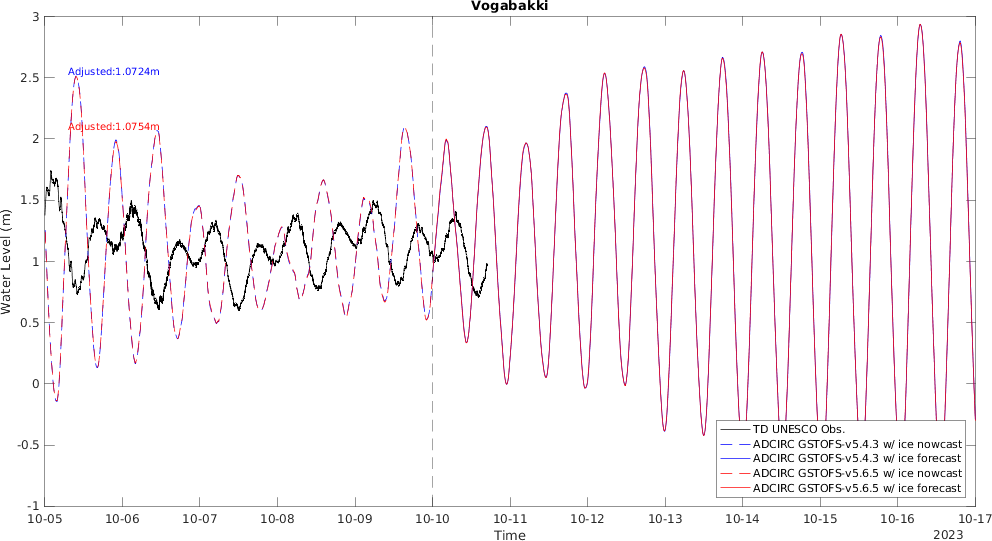 Vogabakki
3
2.5
2
1.5
1
0.5
0
-0.5
-1
Water Level (m)
Adjusted:1.0724m
Adjusted:1.0754m
TD UNESCO Obs.
ADCIRC GSTOFS-v5.4.3 w/ ice nowcast
ADCIRC GSTOFS-v5.4.3 w/ ice forecast
ADCIRC GSTOFS-v5.6.5 w/ ice nowcast
ADCIRC GSTOFS-v5.6.5 w/ ice forecast
10-05 10-06 10-07 10-08 10-09 10-10 10-11 10-12 10-13 10-14 10-15 10-16 10-17
Time
2023